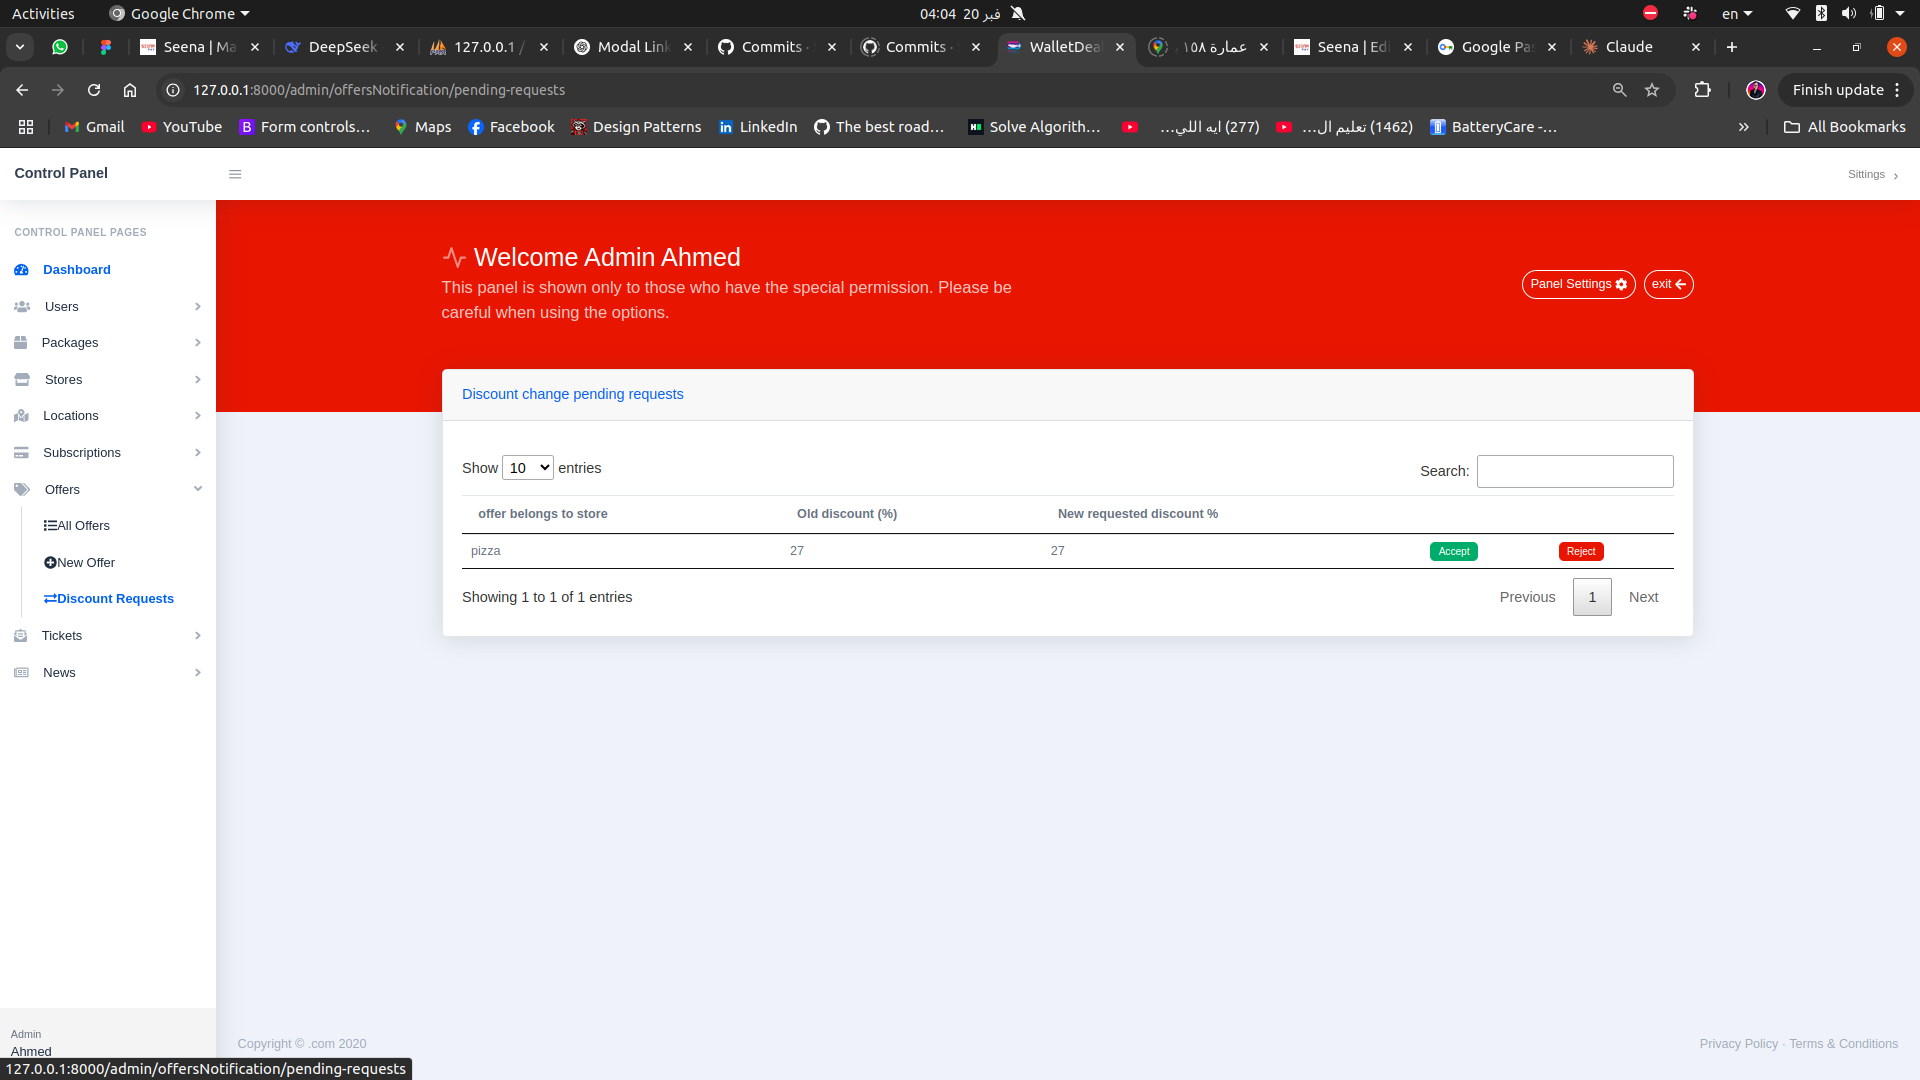 Activities
Google Chrome
04:04 20 فبر
en
Seena | Ma
DeepSeek
127.0.0.1 /
Modal Link
Commits ·
Commits ·
WalletDeal
عمارة ١٥٨
Seena | Edi
Google Pas
Claude
127.0.0.1:8000/admin/offersNotification/pending-requests
Finish update
Gmail
YouTube
Form controls…
Maps
Facebook
Design Patterns
LinkedIn
The best road…
Solve Algorith…
(277) ايه اللي…
(1462) تعليم ال…
BatteryCare -…
All Bookmarks
Control Panel
Sittings
CONTROL PANEL PAGES
Dashboard
Users
Packages
Stores
Locations
Subscriptions
Offers
All Offers
New Offer
Discount Requests
Tickets
News
Admin
Ahmed
Welcome Admin Ahmed
This panel is shown only to those who have the special permission. Please be
careful when using the options.
Panel Settings
exit
Discount change pending requests
Show 10 entries
Search:
offer belongs to store Old discount (%) New requested discount %
pizza 27 27 Accept Reject
Showing 1 to 1 of 1 entries
Previous 1 Next
Copyright © .com 2020
Privacy Policy · Terms & Conditions
127.0.0.1:8000/admin/offersNotification/pending-requests